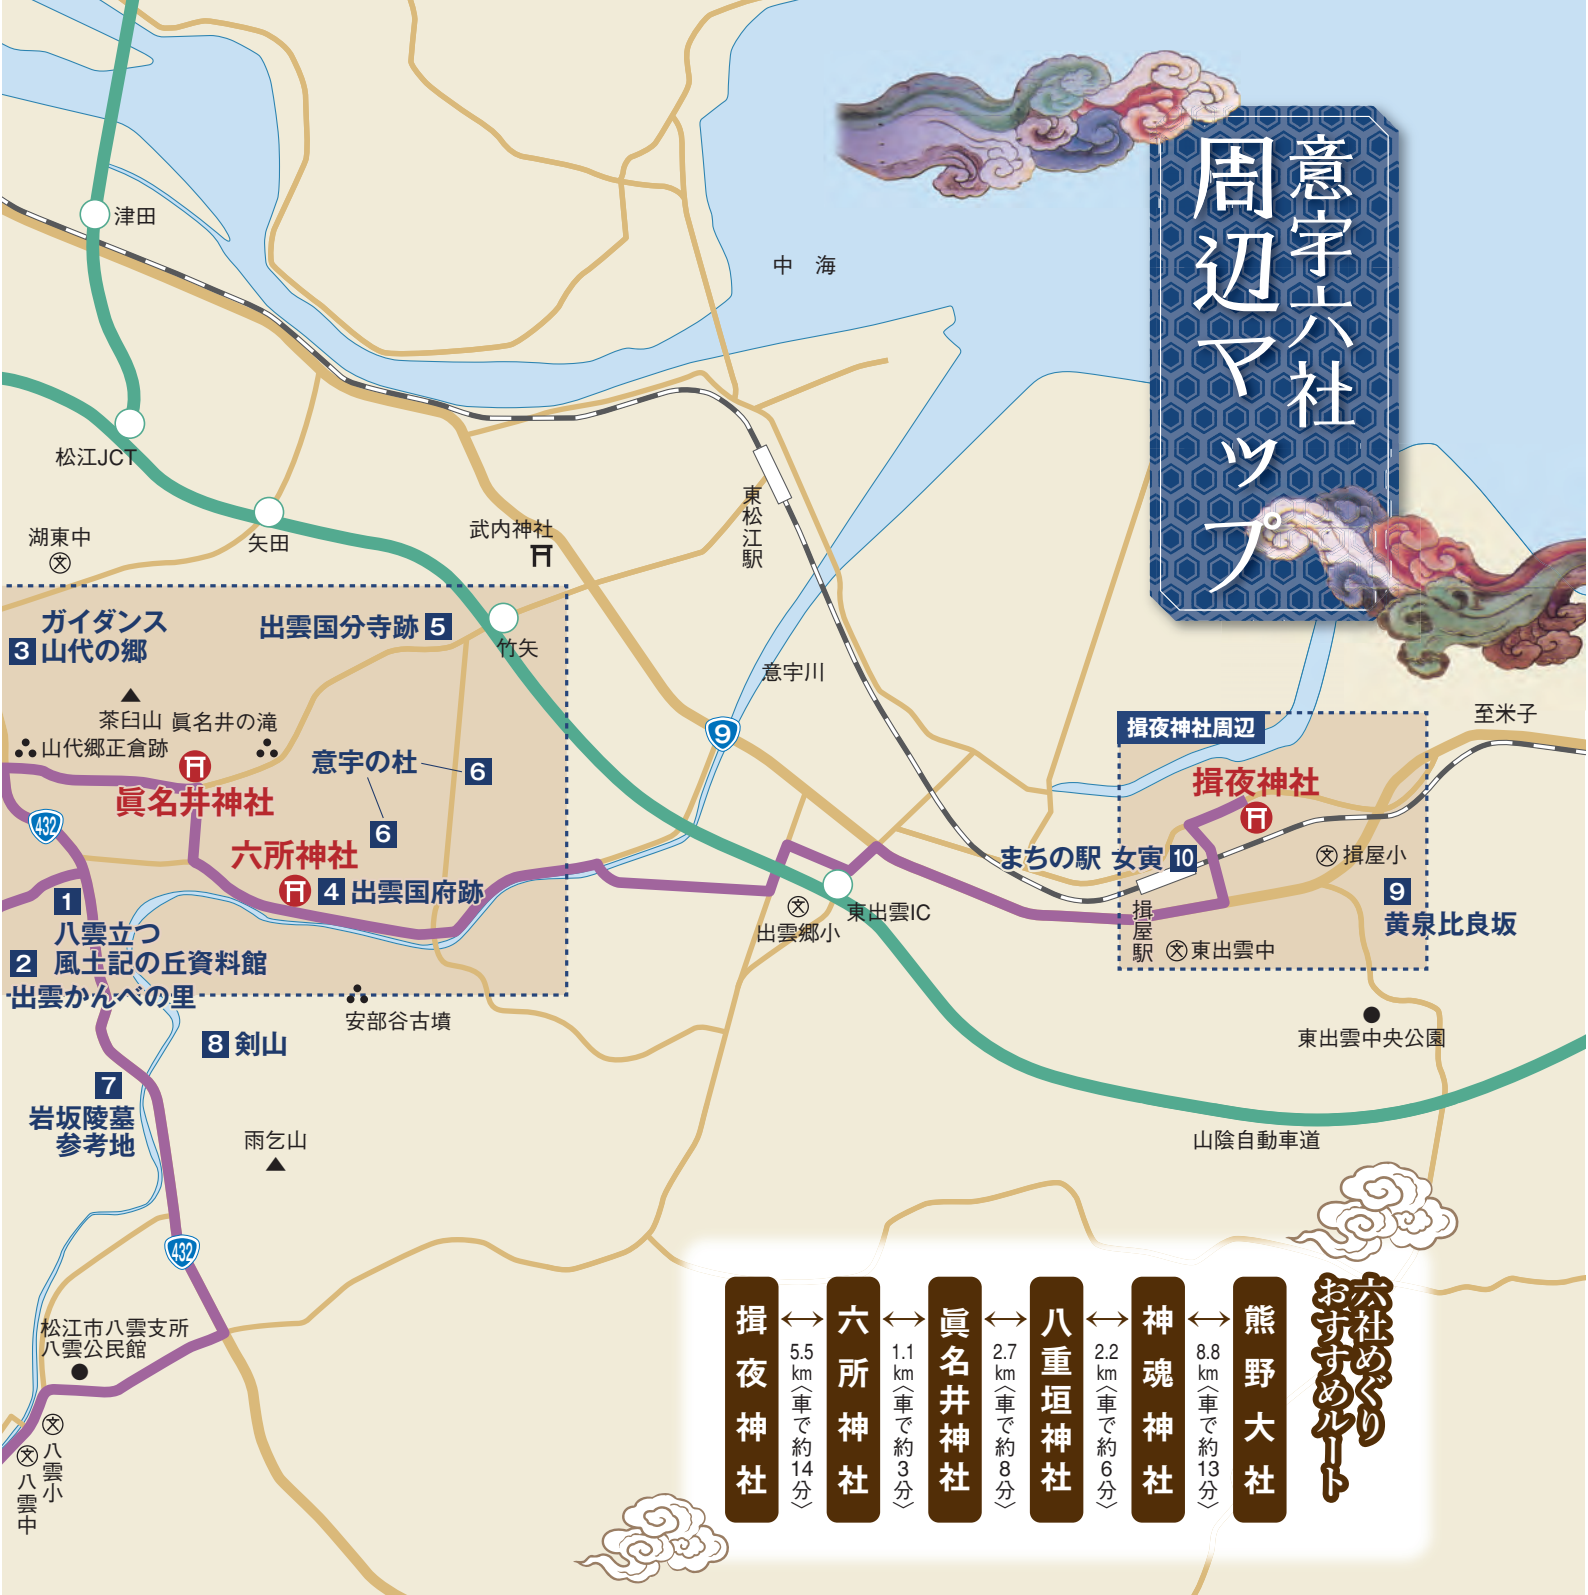 意宇六社
周辺マップ
中　海
津田
松江JCT
矢田
湖東中
文
武内神社
東松江駅
竹矢
意宇川
9
3
ガイダンス
山代の郷
出雲国分寺跡 5
茶臼山
眞名井の滝
山代郷正倉跡
眞名井神社
意宇の杜
6
6
432
六所神社
4 出雲国府跡
1
八雲立つ
風土記の丘資料館
2
出雲かんべの里
安部谷古墳
8 剣山
7
岩坂陵墓
参考地
雨乞山
432
松江市八雲支所
八雲公民館
文
八雲小
文
八雲中
文
出雲郷小
東出雲IC
揖夜神社周辺
揖夜神社
至米子
まちの駅 女寅 10
揖屋駅
文 揖屋小
9
黄泉比良坂
文 東出雲中
東出雲中央公園
山陰自動車道
六社めぐり
おすすめルート
熊野大社
8.8km〈車で約13分〉
神魂神社
2.2km〈車で約6分〉
八重垣神社
2.7km〈車で約8分〉
眞名井神社
1.1km〈車で約3分〉
六所神社
5.5km〈車で約14分〉
揖夜神社